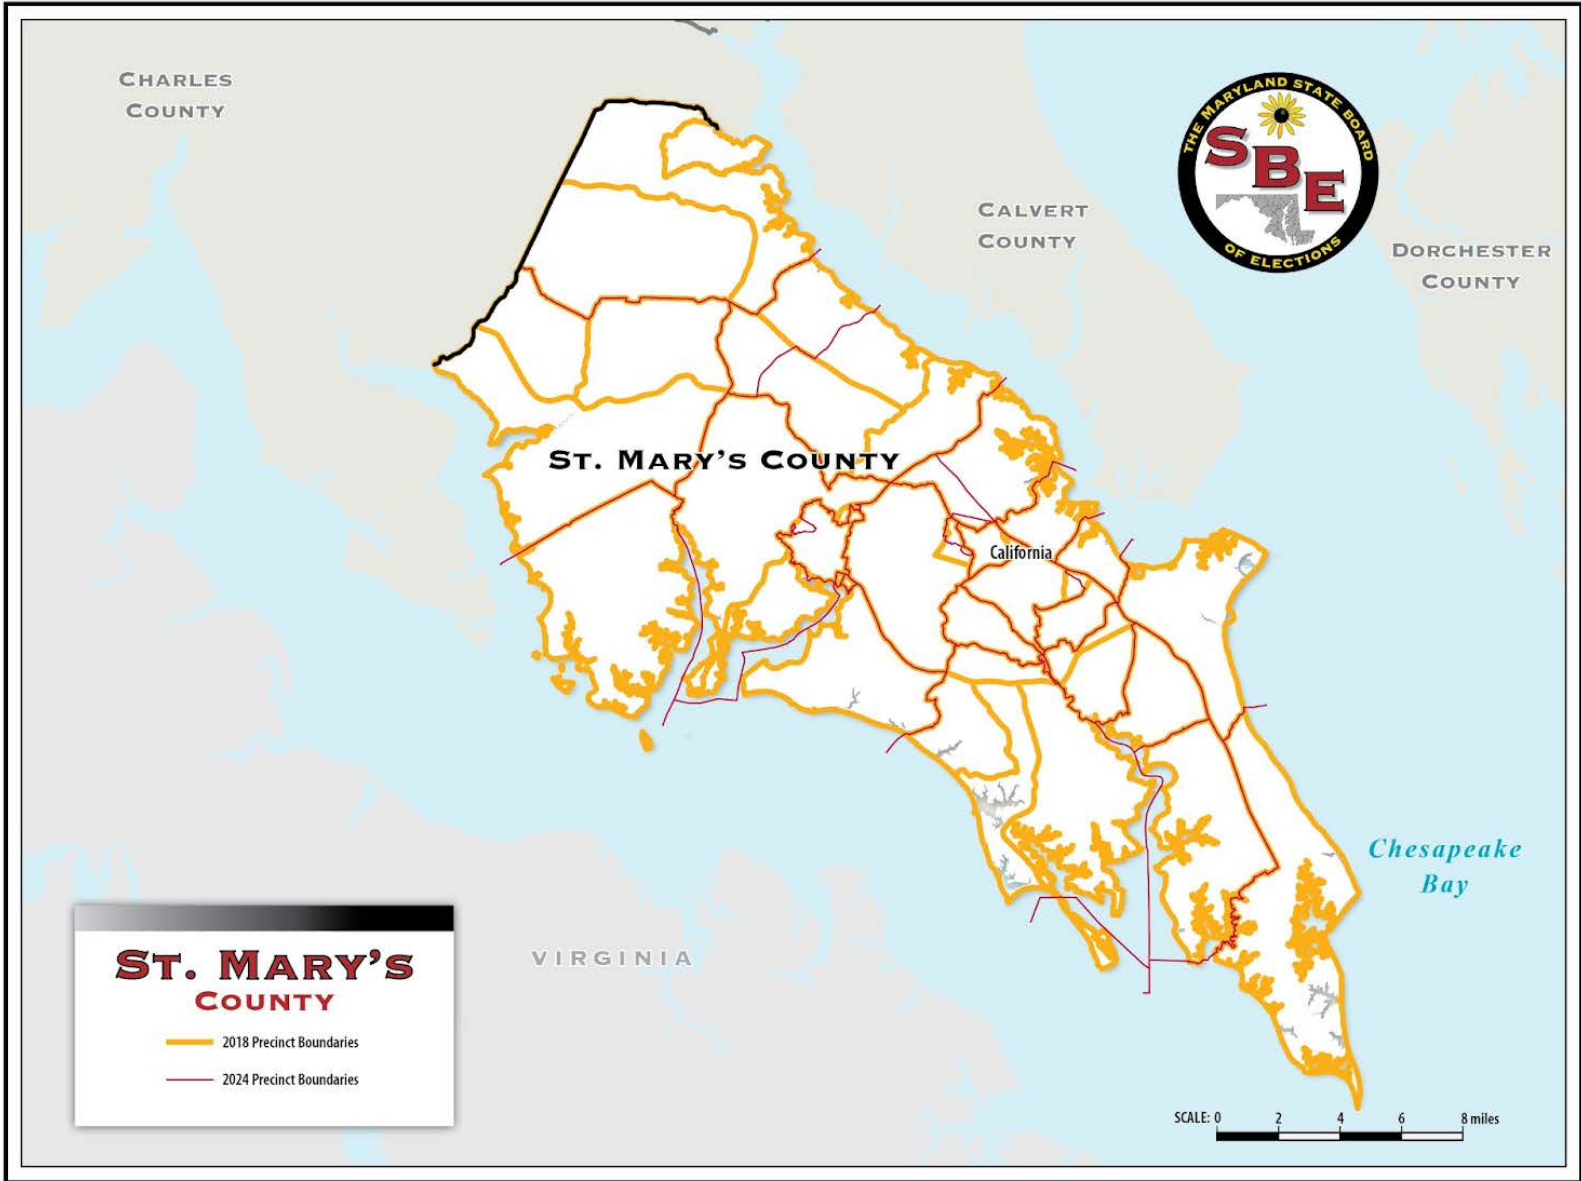 CHARLES
COUNTY
THE MARYLAND STATE BOARD
SBE
OF ELECTIONS
CALVERT
COUNTY
DORCHESTER
COUNTY
ST. MARY'S COUNTY
California
Chesapeake
Bay
VIRGINIA
ST. MARY'S
COUNTY
2018 Precinct Boundaries
2024 Precinct Boundaries
SCALE: 0 2 4 6 8 miles